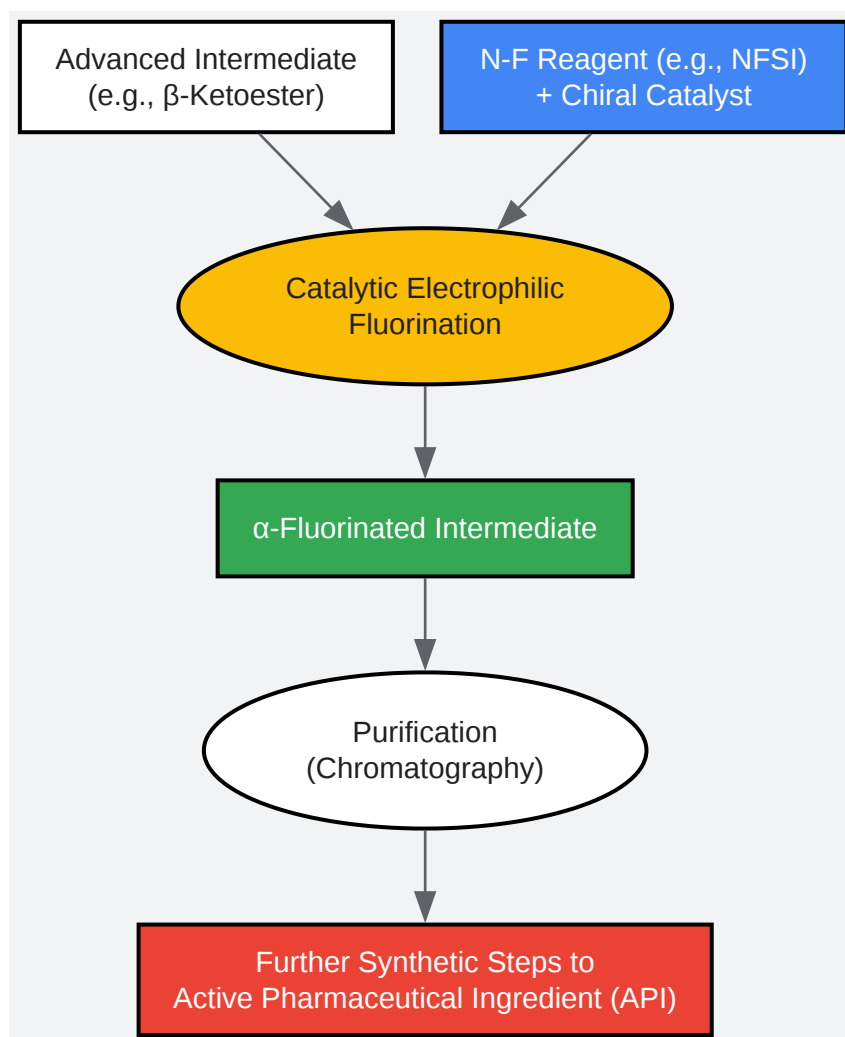 Advanced Intermediate
(e.g., β-Ketoester)
N-F Reagent (e.g., NFSI)
+ Chiral Catalyst
Catalytic Electrophilic
Fluorination
α-Fluorinated Intermediate
Purification
(Chromatography)
Further Synthetic Steps to
Active Pharmaceutical Ingredient (API)